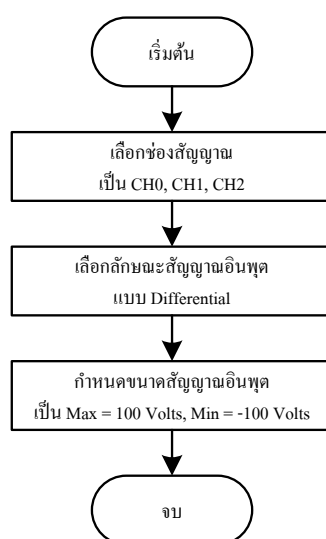 เริ่มต้น
เลือกช่องสัญญาณ
เป็น CH0, CH1, CH2
เลือกลักษณะสัญญาณอินพุต
แบบ Differential
กำหนดขนาดสัญญาณอินพุต
เป็น Max = 100 Volts, Min = -100 Volts
จบ